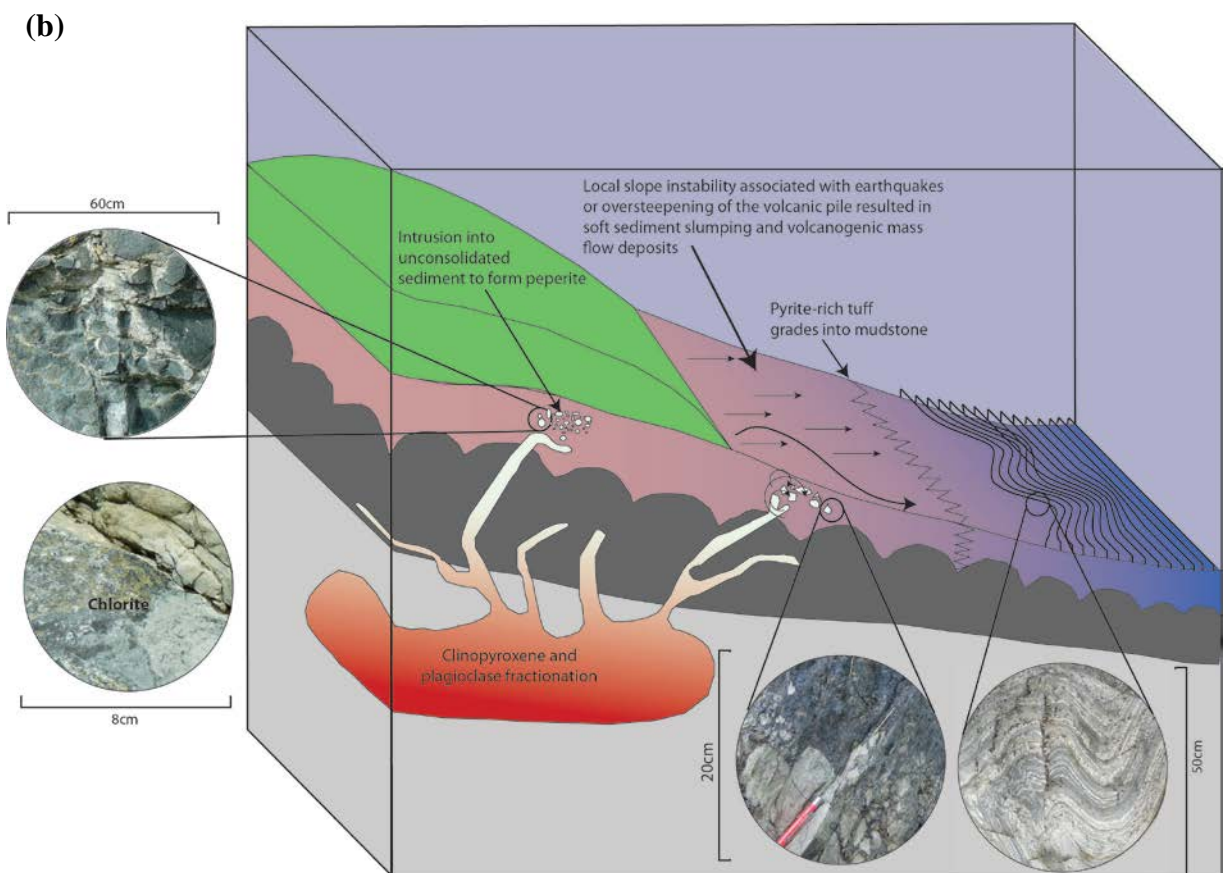 (b)
60cm
Intrusion into
unconsolidated
sediment to form peperite
Local slope instability associated with earthquakes
or oversteepening of the volcanic pile resulted in
soft sediment slumping and volcanogenic mass
flow deposits
Pyrite-rich tuff
grades into mudstone
Chlorite
8cm
Clinopyroxene and
plagioclase fractionation
20cm
50cm